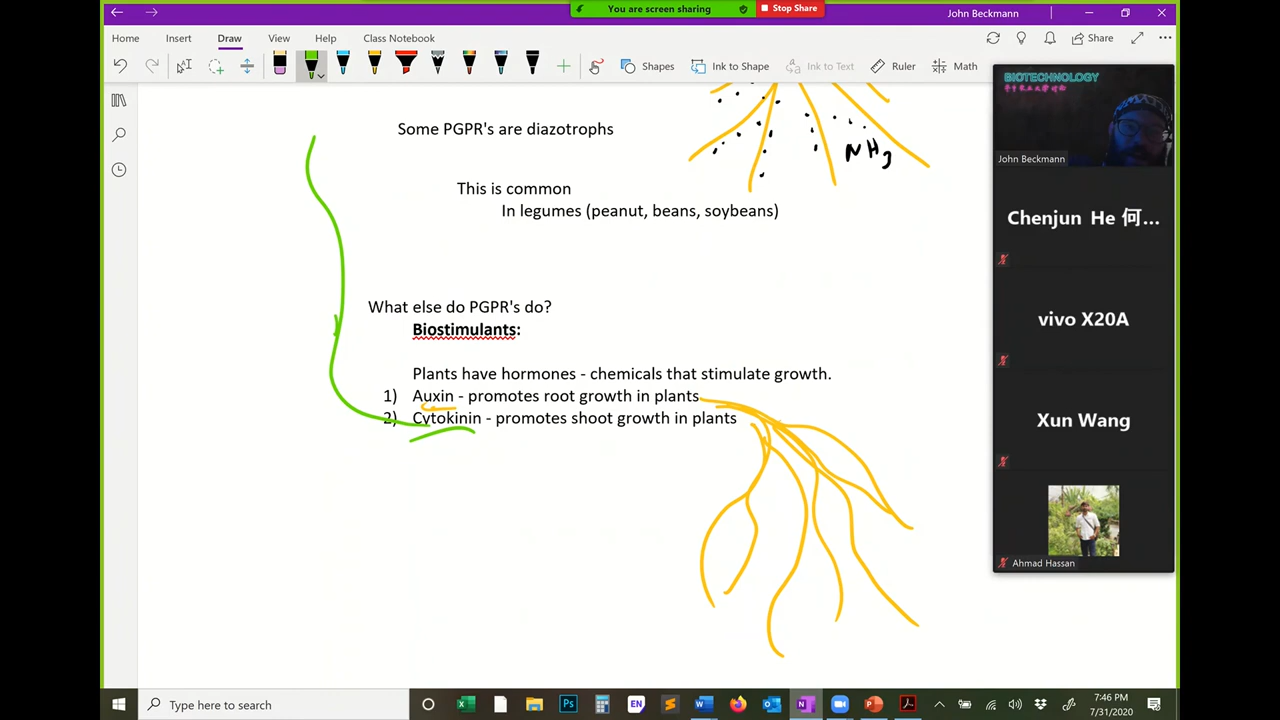 You are screen sharing
Stop Share
John Beckmann
Home Insert Draw View Help Class Notebook
Share
Shapes Ink to Shape Ink to Text Ruler Math
BIOTECHNOLOGY
John Beckmann
Some PGPR's are diazotrophs
NH3
This is common
In legumes (peanut, beans, soybeans)
Chenjun He 何...
What else do PGPR's do?
Biostimulants:
vivo X20A
Plants have hormones - chemicals that stimulate growth.
1) Auxin - promotes root growth in plants
2) Cytokinin - promotes shoot growth in plants
Xun Wang
Ahmad Hassan
Type here to search
EN
7:46 PM
7/31/2020